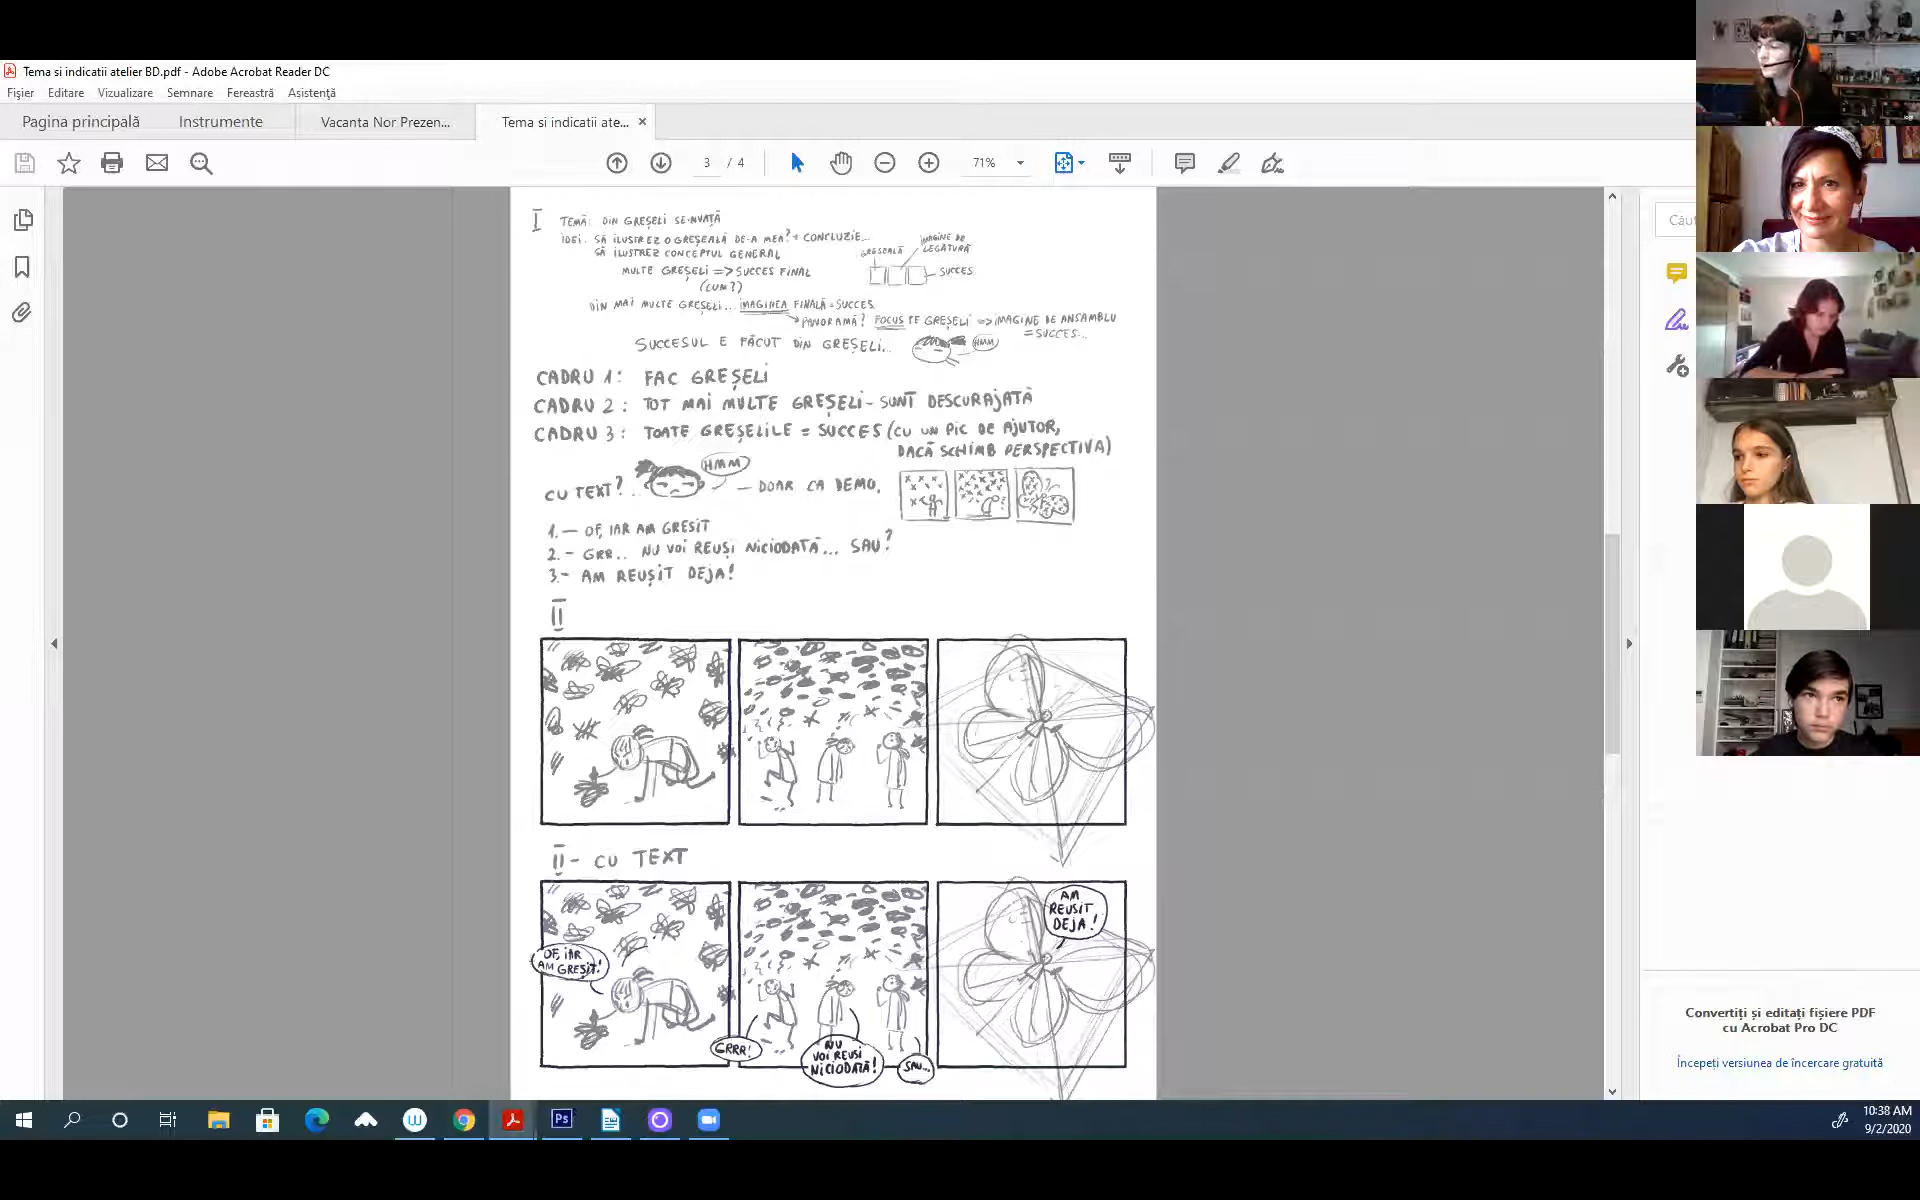 Tema si indicatii atelier BD.pdf - Adobe Acrobat Reader DC
Fișier Editare Vizualizare Semnare Fereastră Asistență
Pagina principală Instrumente Vacanta Nor Prezen... Tema si indicatii ate... ×
3 / 4 71%
Cău
I TEMĂ: DIN GREȘELI SE-NVAȚĂ
IDEI: SĂ ILUSTREZ O GREȘEALĂ DE-A MEA? + CONCLUZIE...
SĂ ILUSTREZ CONCEPTUL GENERAL
MULTE GREȘELI => SUCCES FINAL
(CUM?)
GREȘEALĂ
IMAGINE DE
LEGĂTURĂ
SUCCES
DIN MAI MULTE GREȘELI... IMAGINEA FINALĂ = SUCCES
PANORAMĂ? FOCUS PE GREȘELI => IMAGINE DE ANSAMBLU
= SUCCES...
SUCCESUL E FĂCUT DIN GREȘELI...
HMM
CADRU 1: FAC GREȘELI
CADRU 2: TOT MAI MULTE GREȘELI - SUNT DESCURAJATĂ
CADRU 3: TOATE GREȘELILE = SUCCES (CU UN PIC DE AJUTOR,
DACĂ SCHIMB PERSPECTIVA)
CU TEXT? ... HMM — DOAR CA DEMO.
1. — OF, IAR AM GRESIT
2. - GRR.. NU VOI REUȘI NICIODATĂ... SAU?
3. - AM REUȘIT DEJA!
II
II - CU TEXT
OF, IAR
AM GREȘIT!
GRRR!
NU
VOI REUSI
NICIODATĂ!
SAU...
AM
REUSIT
DEJA!
Convertiți și editați fișiere PDF
cu Acrobat Pro DC
Începeți versiunea de încercare gratuită
Ps
10:38 AM
9/2/2020